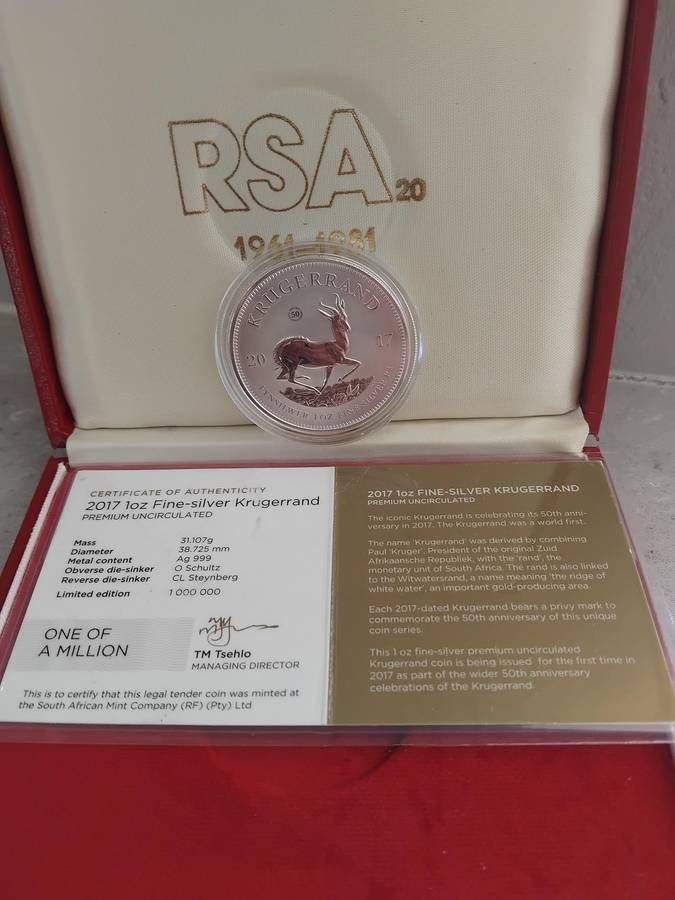 RSA 20
1961-1981
KRUGERRAND
50
20 17
FYNSILWER 1 OZ FINE SILVER R1
CERTIFICATE OF AUTHENTICITY
2017 1oz Fine-silver Krugerrand
PREMIUM UNCIRCULATED
Mass 31.107g
Diameter 38.725 mm
Metal content Ag 999
Obverse die-sinker O Schultz
Reverse die-sinker CL Steynberg
Limited edition 1 000 000
ONE OF
A MILLION
TM Tsehlo
MANAGING DIRECTOR
This is to certify that this legal tender coin was minted at
the South African Mint Company (RF) (Pty) Ltd
2017 1oz FINE-SILVER KRUGERRAND
PREMIUM UNCIRCULATED
The iconic Krugerrand is celebrating its 50th anni-
versary in 2017. The Krugerrand was a world first.
The name 'Krugerrand' was derived by combining
Paul 'Kruger', President of the original Zuid
Afrikaansche Republiek, with the 'rand', the
monetary unit of South Africa. The rand is also linked
to the Witwatersrand, a name meaning 'the ridge of
white water', an important gold-producing area.
Each 2017-dated Krugerrand bears a privy mark to
commemorate the 50th anniversary of this unique
coin series.
This 1 oz fine-silver premium uncirculated
Krugerrand coin is being issued for the first time in
2017 as part of the wider 50th anniversary
celebrations of the Krugerrand.